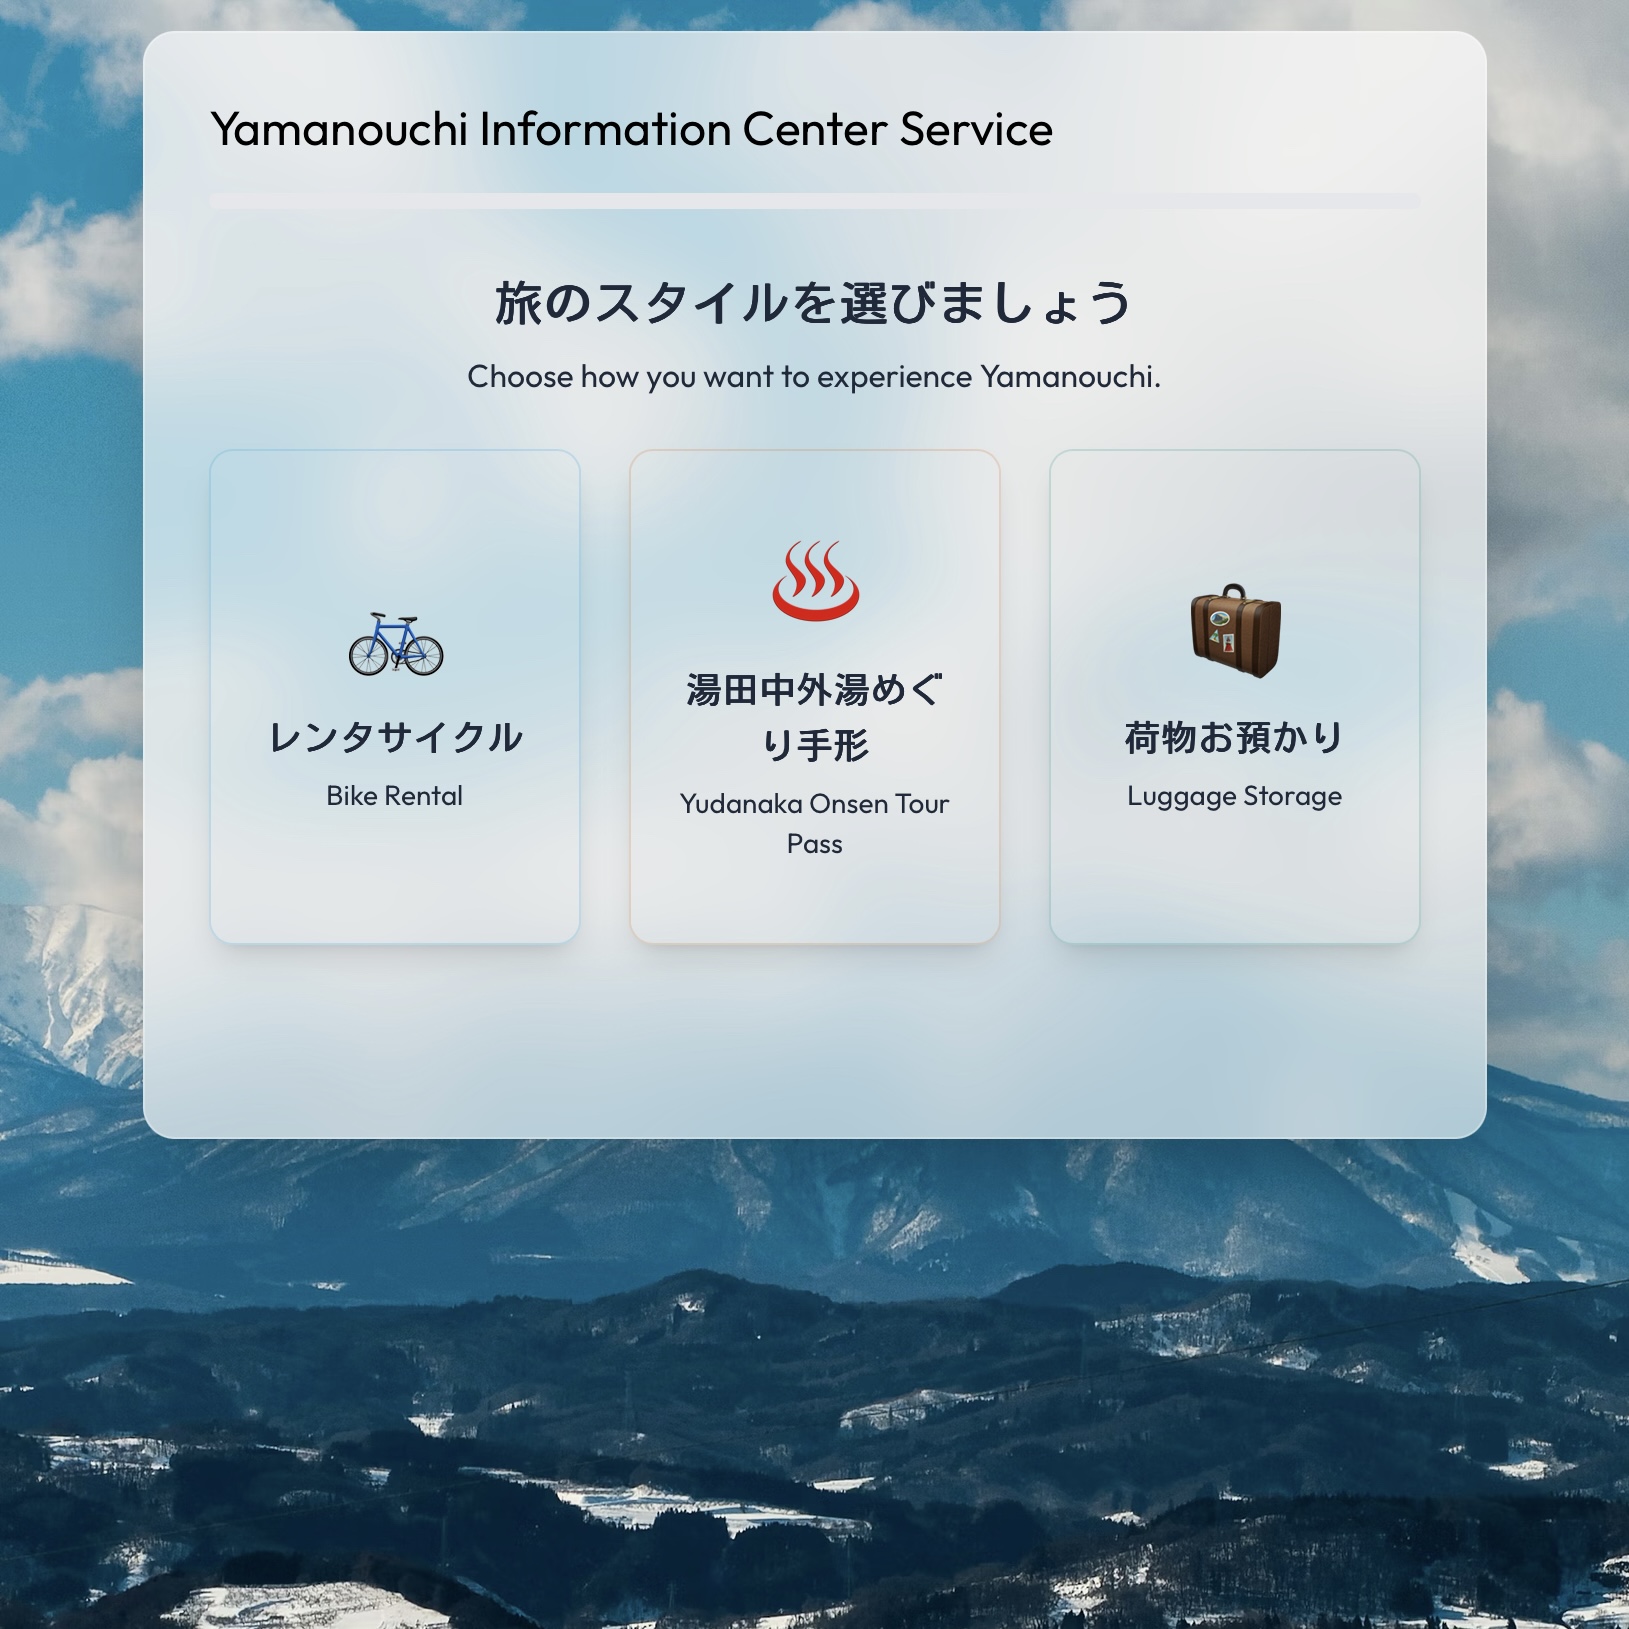 Yamanouchi Information Center Service
旅のスタイルを選びましょう
Choose how you want to experience Yamanouchi.
レンタサイクル
Bike Rental
湯田中外湯めぐ
り手形
Yudanaka Onsen Tour
Pass
荷物お預かり
Luggage Storage